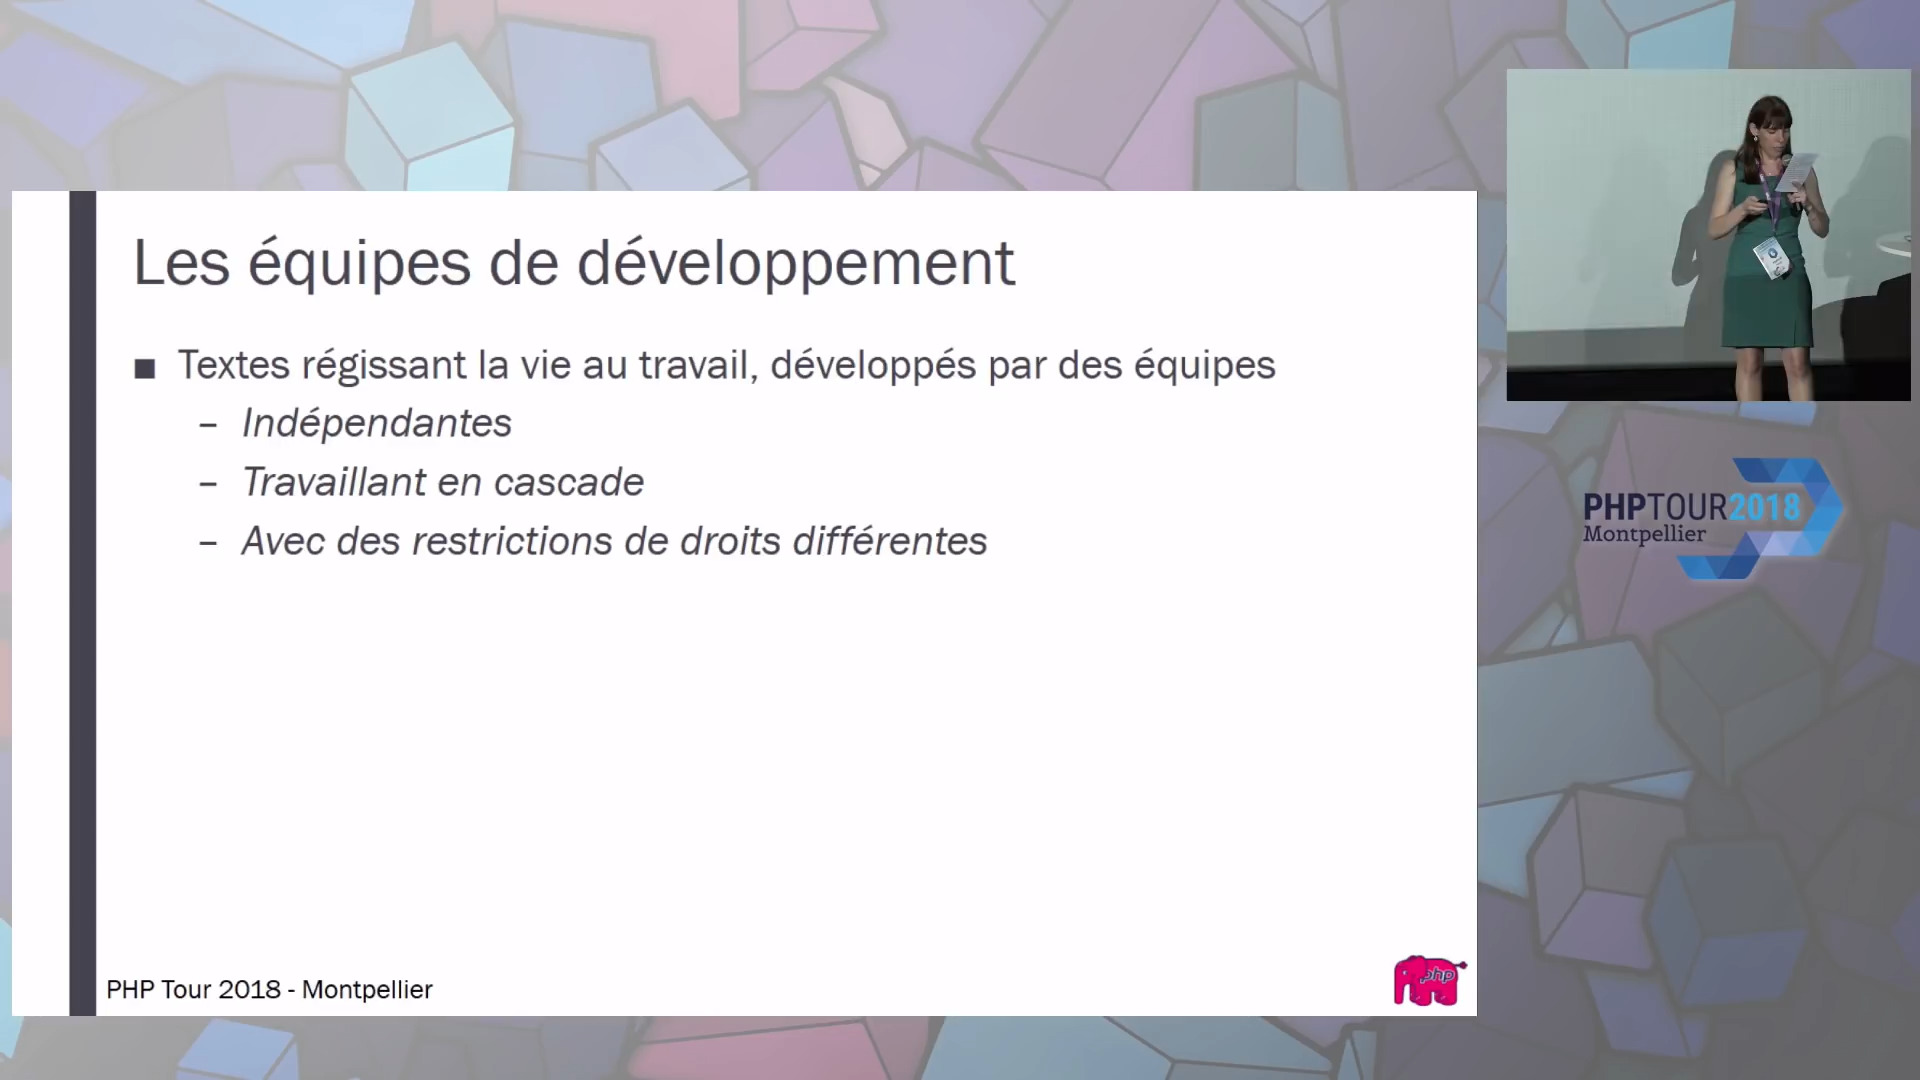 Les équipes de développement
■ Textes régissant la vie au travail, développés par des équipes
– Indépendantes
– Travaillant en cascade
– Avec des restrictions de droits différentes
PHP Tour 2018 - Montpellier
php
PHPTOUR2018
Montpellier